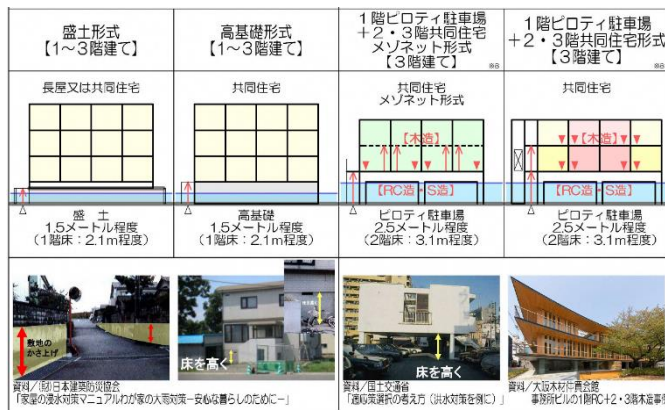 盛土形式
【1～3階建て】
高基礎形式
【1～3階建て】
1階ピロティ駐車場
＋2・3階共同住宅
メゾネット形式
【3階建て】
※8
1階ピロティ駐車場
＋2・3階共同住宅形式
【3階建て】
※8
長屋又は共同住宅
共同住宅
共同住宅
メゾネット形式
共同住宅
【木造】
【木造】
【RC造・S造】
【RC造・S造】
盛土
1.5メートル程度
(1階床：2.1m程度)
高基礎
1.5メートル程度
(1階床：2.1m程度)
ピロティ駐車場
2.5メートル程度
(2階床：3.1m程度)
ピロティ駐車場
2.5メートル程度
(2階床：3.1m程度)
敷地の
かさ上げ
床を高く
床を高く
資料／(財)日本建築防災協会
「家屋の浸水対策マニュアルわが家の大雨対策－安心な暮らしのために－」
資料／国土交通省
「適応策選択の考え方（洪水対策を例に）」
資料／大阪木材仲買会館
事務所ビルの1階RC+2・3階木造事